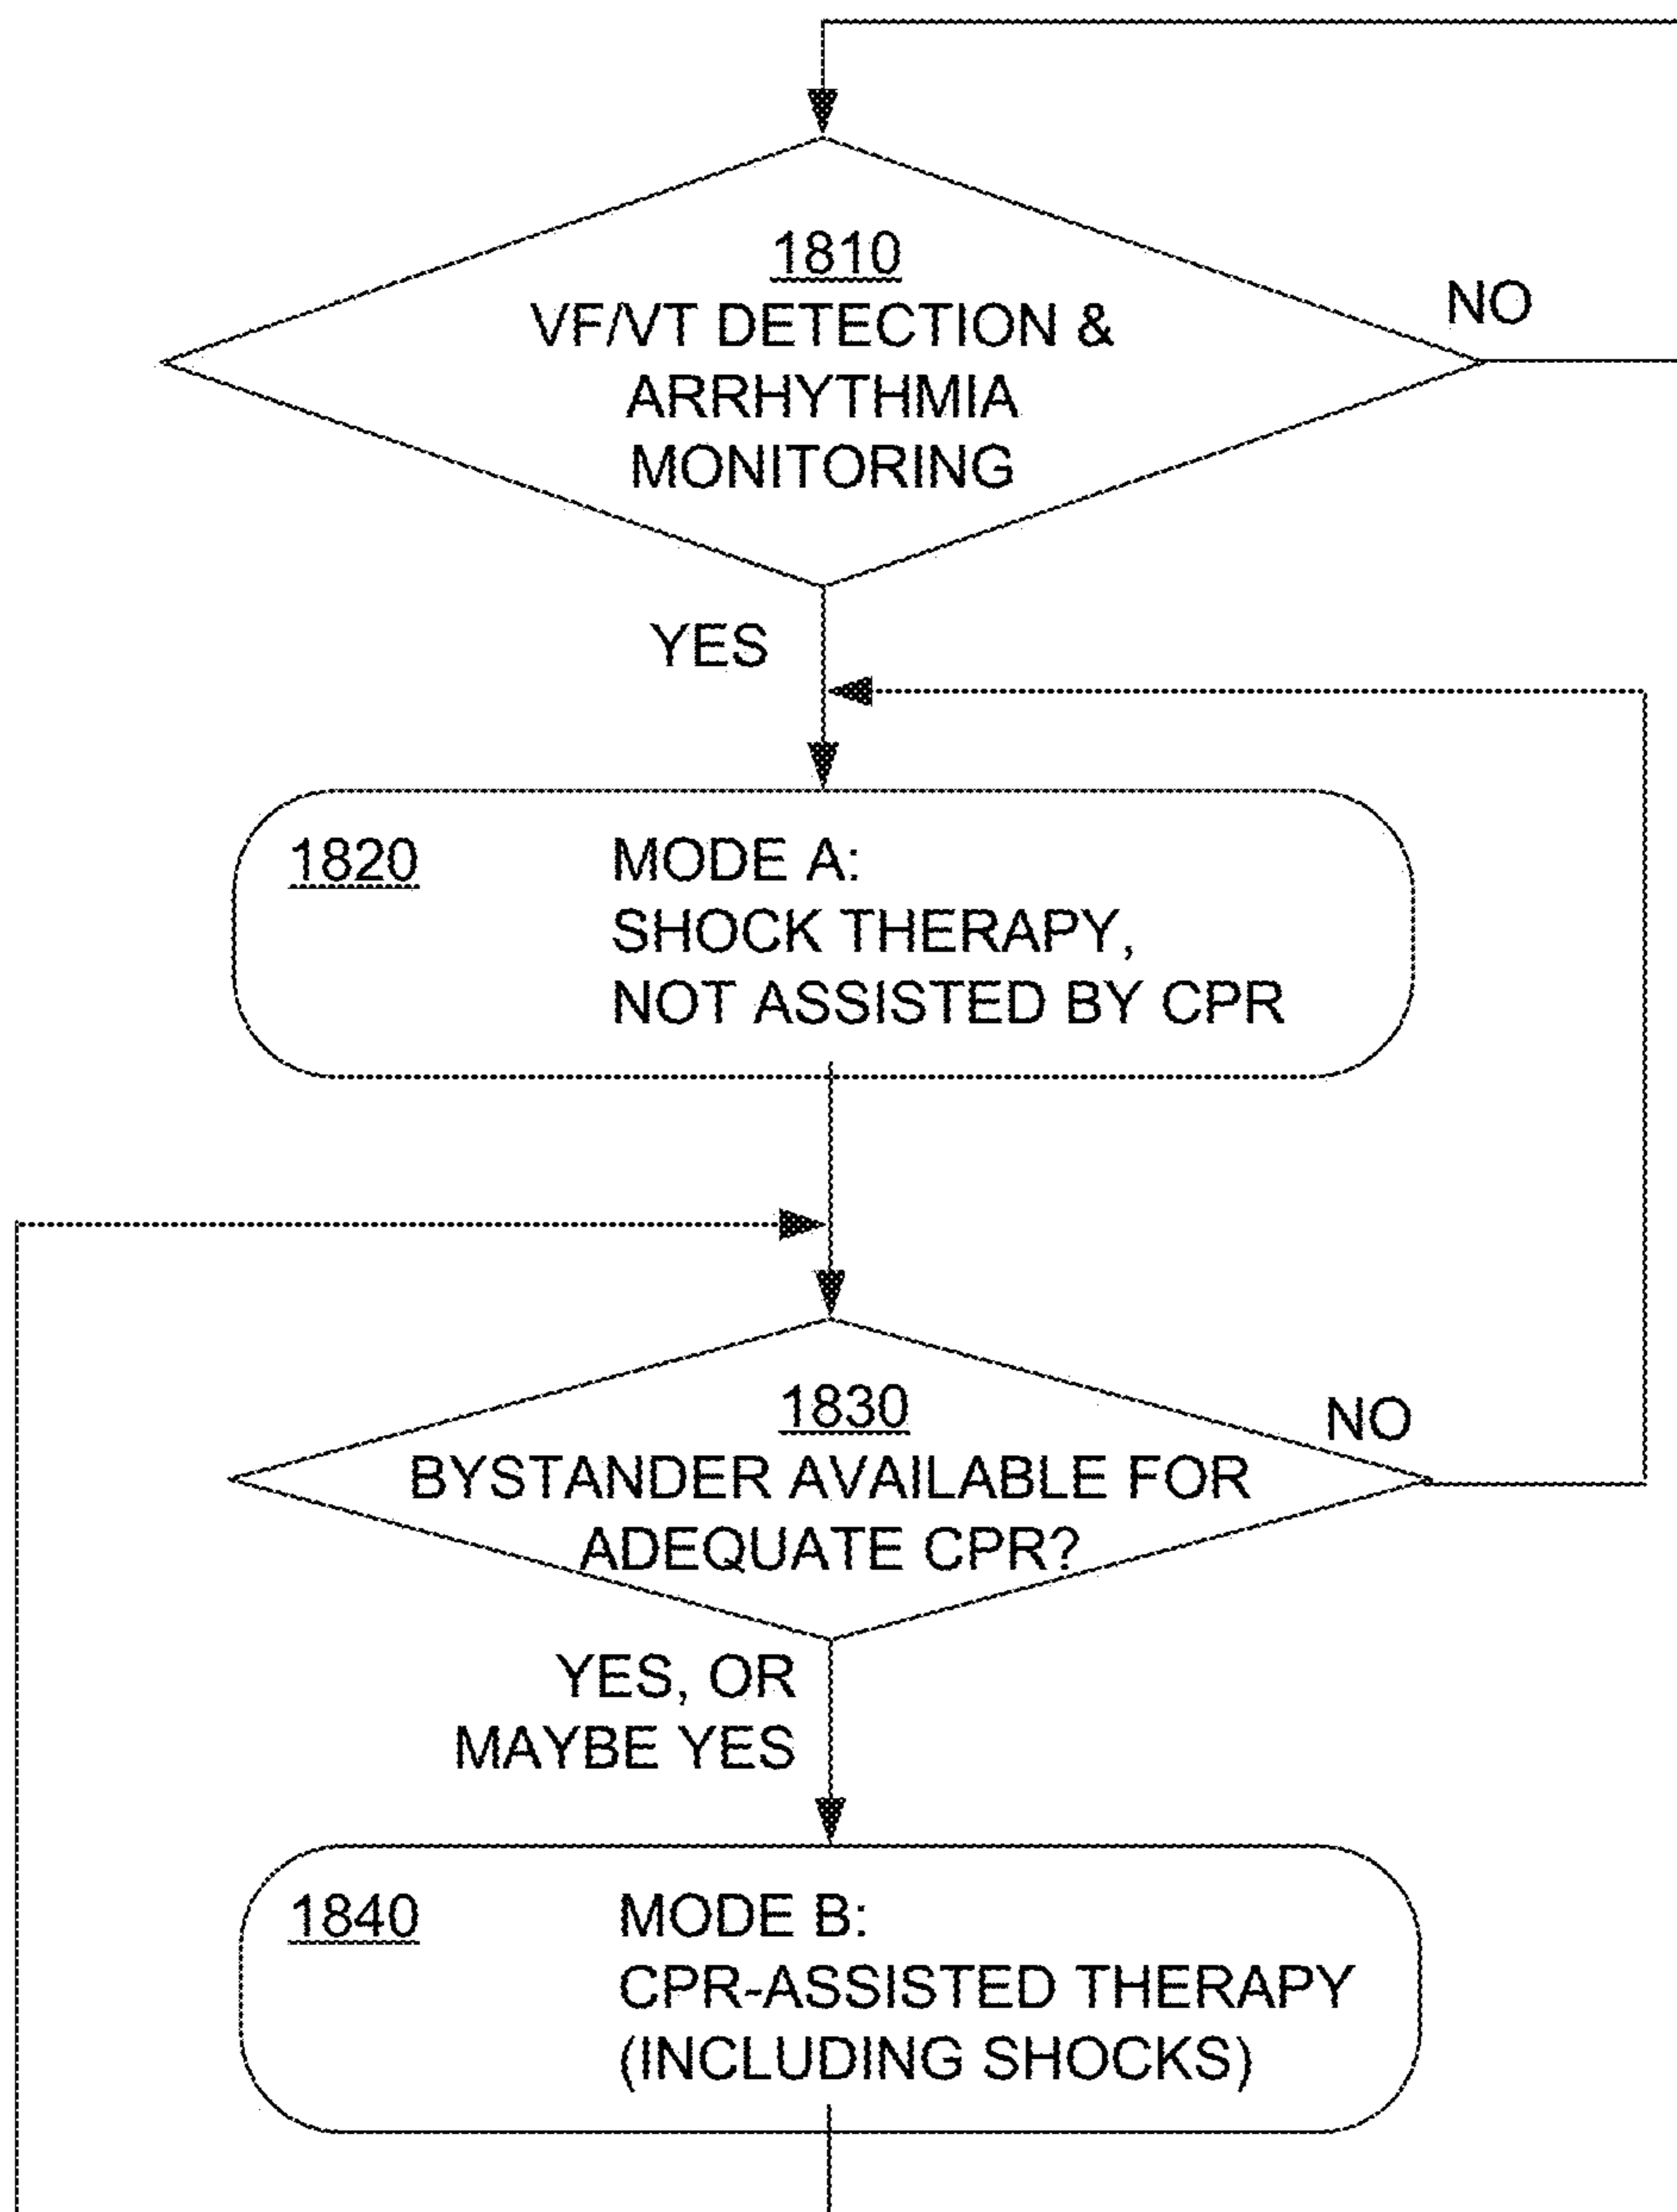 1810
VF/VT DETECTION &
ARRHYTHMIA
MONITORING
NO
YES
1820
MODE A:
SHOCK THERAPY,
NOT ASSISTED BY CPR
1830
NO
BYSTANDER AVAILABLE FOR
ADEQUATE CPR?
YES, OR
MAYBE YES
1840
MODE B:
CPR-ASSISTED THERAPY
(INCLUDING SHOCKS)